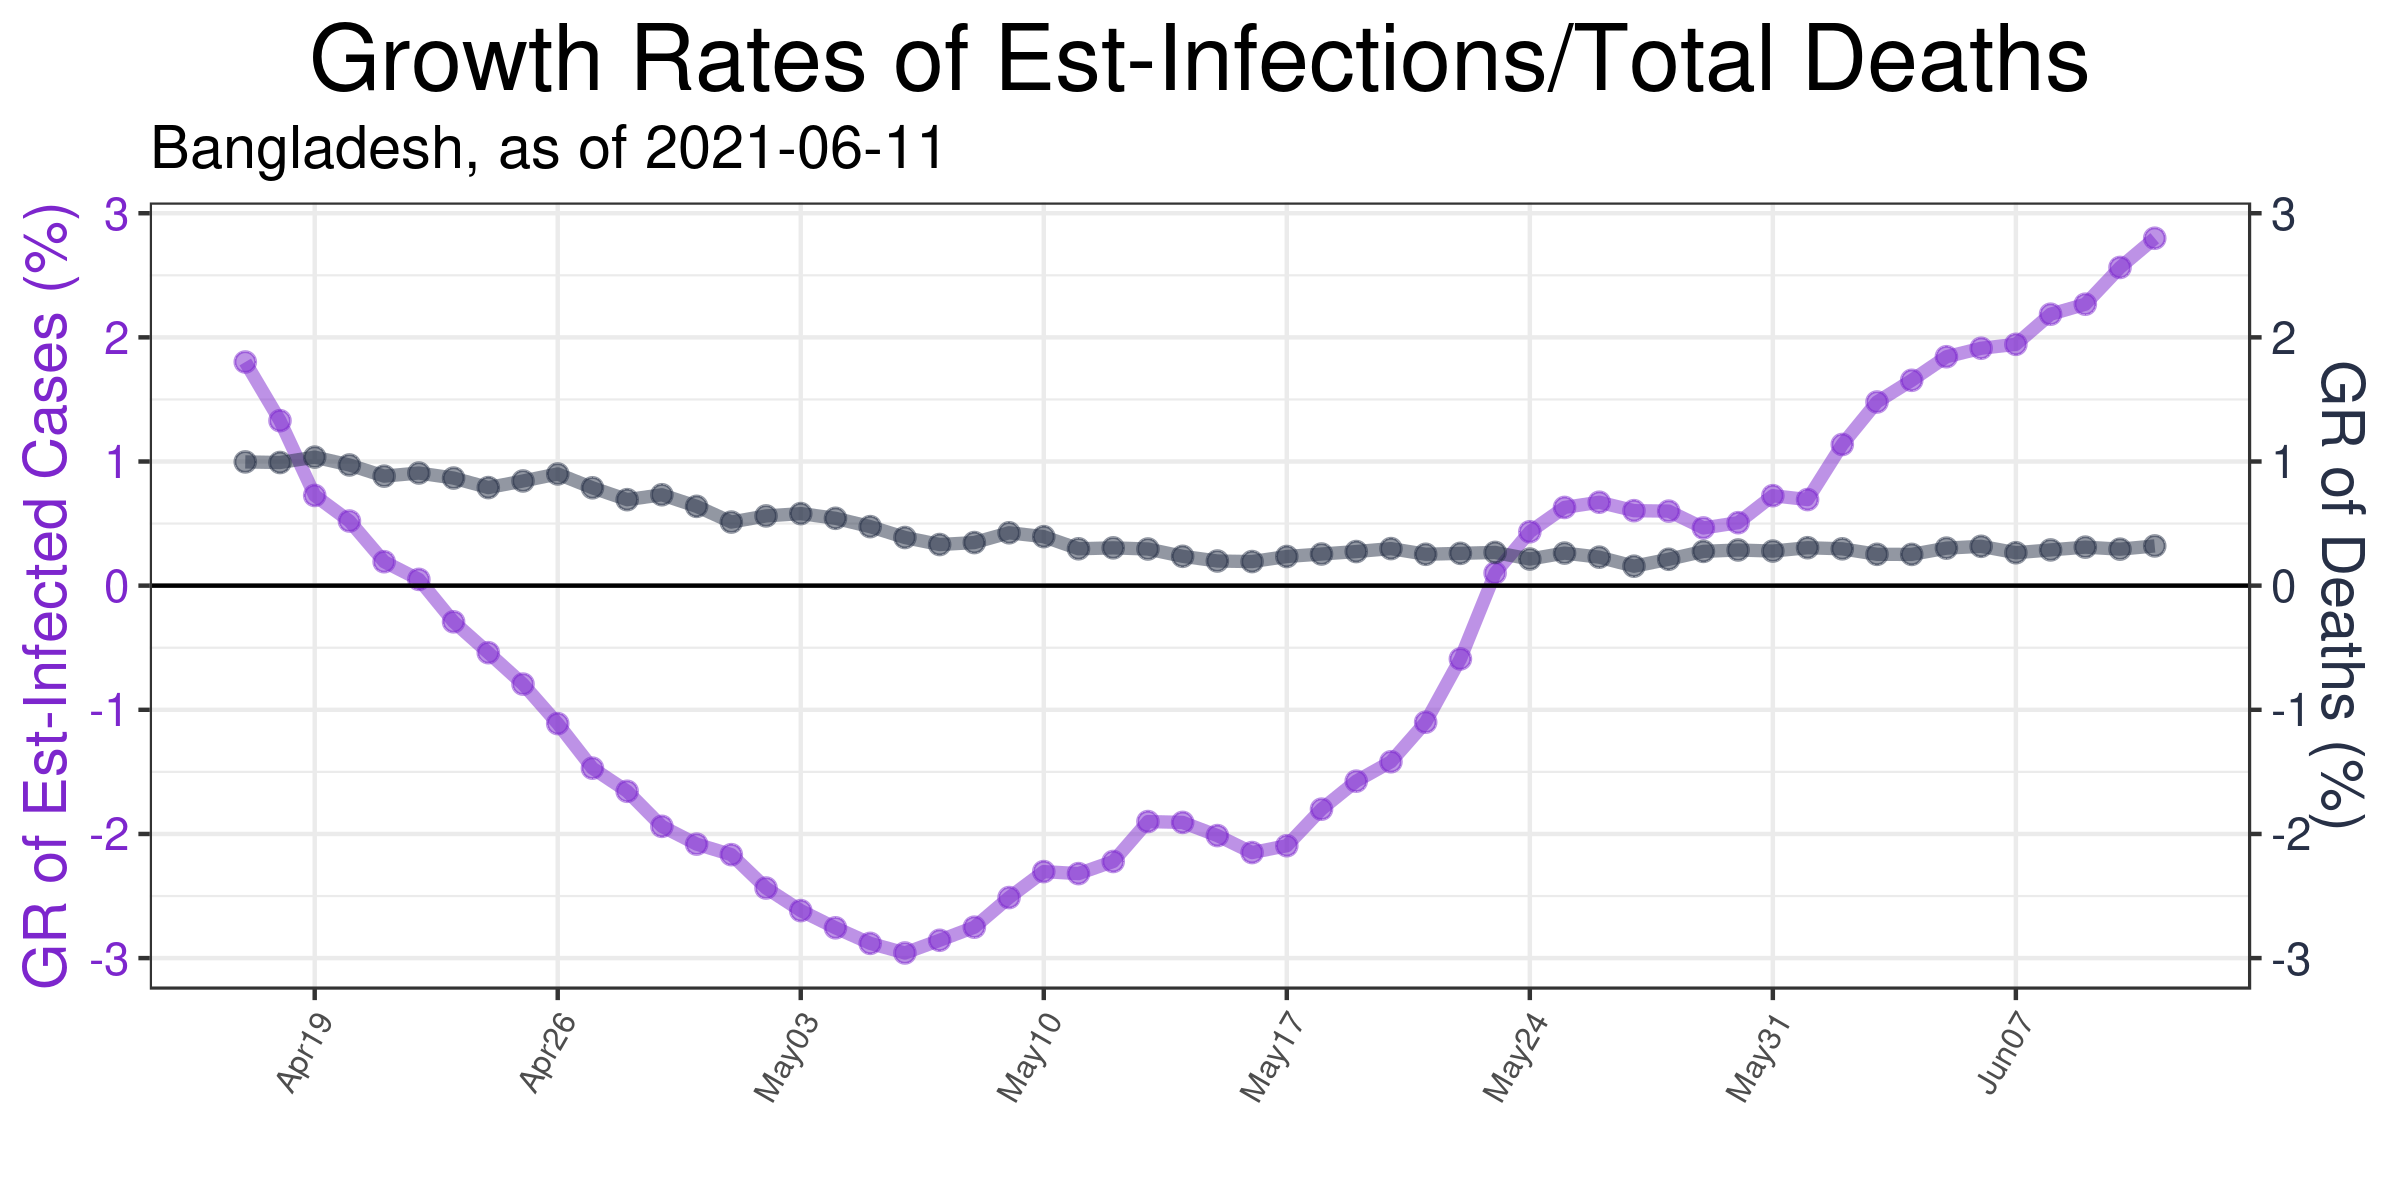 Growth Rates of Est-Infections/Total Deaths
Bangladesh, as of 2021-06-11
GR of Est-Infected Cases (%)
3
2
1
0
-1
-2
-3
3
2
1
0
-1
-2
-3
GR of Deaths (%)
Apr19
Apr26
May03
May10
May17
May24
May31
Jun07